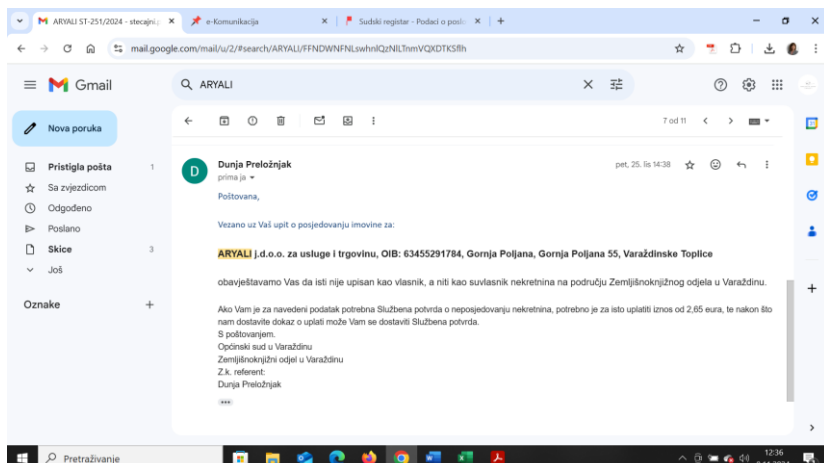 ARYALI ST-251/2024 - stecajni.p
e-Komunikacija
Sudski registar - Podaci o poslo
mail.google.com/mail/u/2/#search/ARYALI/FFNDWNFNLswhnlQzNlLTnmVQXDTKSflh
Gmail
ARYALI
Nova poruka
7 od 11
Pristigla pošta 1
Sa zvjezdicom
Odgođeno
Poslano
Skice 3
Još
Oznake
D
Dunja Preložnjak
pet, 25. lis 14:38
prima ja
Poštovana,
Vezano uz Vaš upit o posjedovanju imovine za:
ARYALI j.d.o.o. za usluge i trgovinu, OIB: 63455291784, Gornja Poljana, Gornja Poljana 55, Varaždinske Toplice
obavještavamo Vas da isti nije upisan kao vlasnik, a niti kao suvlasnik nekretnina na području Zemljišnoknjižnog odjela u Varaždinu.
Ako Vam je za navedeni podatak potrebna Službena potvrda o neposjedovanju nekretnina, potrebno je za isto uplatiti iznos od 2,65 eura, te nakon što
nam dostavite dokaz o uplati može Vam se dostaviti Službena potvrda.
S poštovanjem.
Općinski sud u Varaždinu
Zemljišnoknjižni odjel u Varaždinu
Z.k. referent:
Dunja Preložnjak
Pretraživanje
12:36